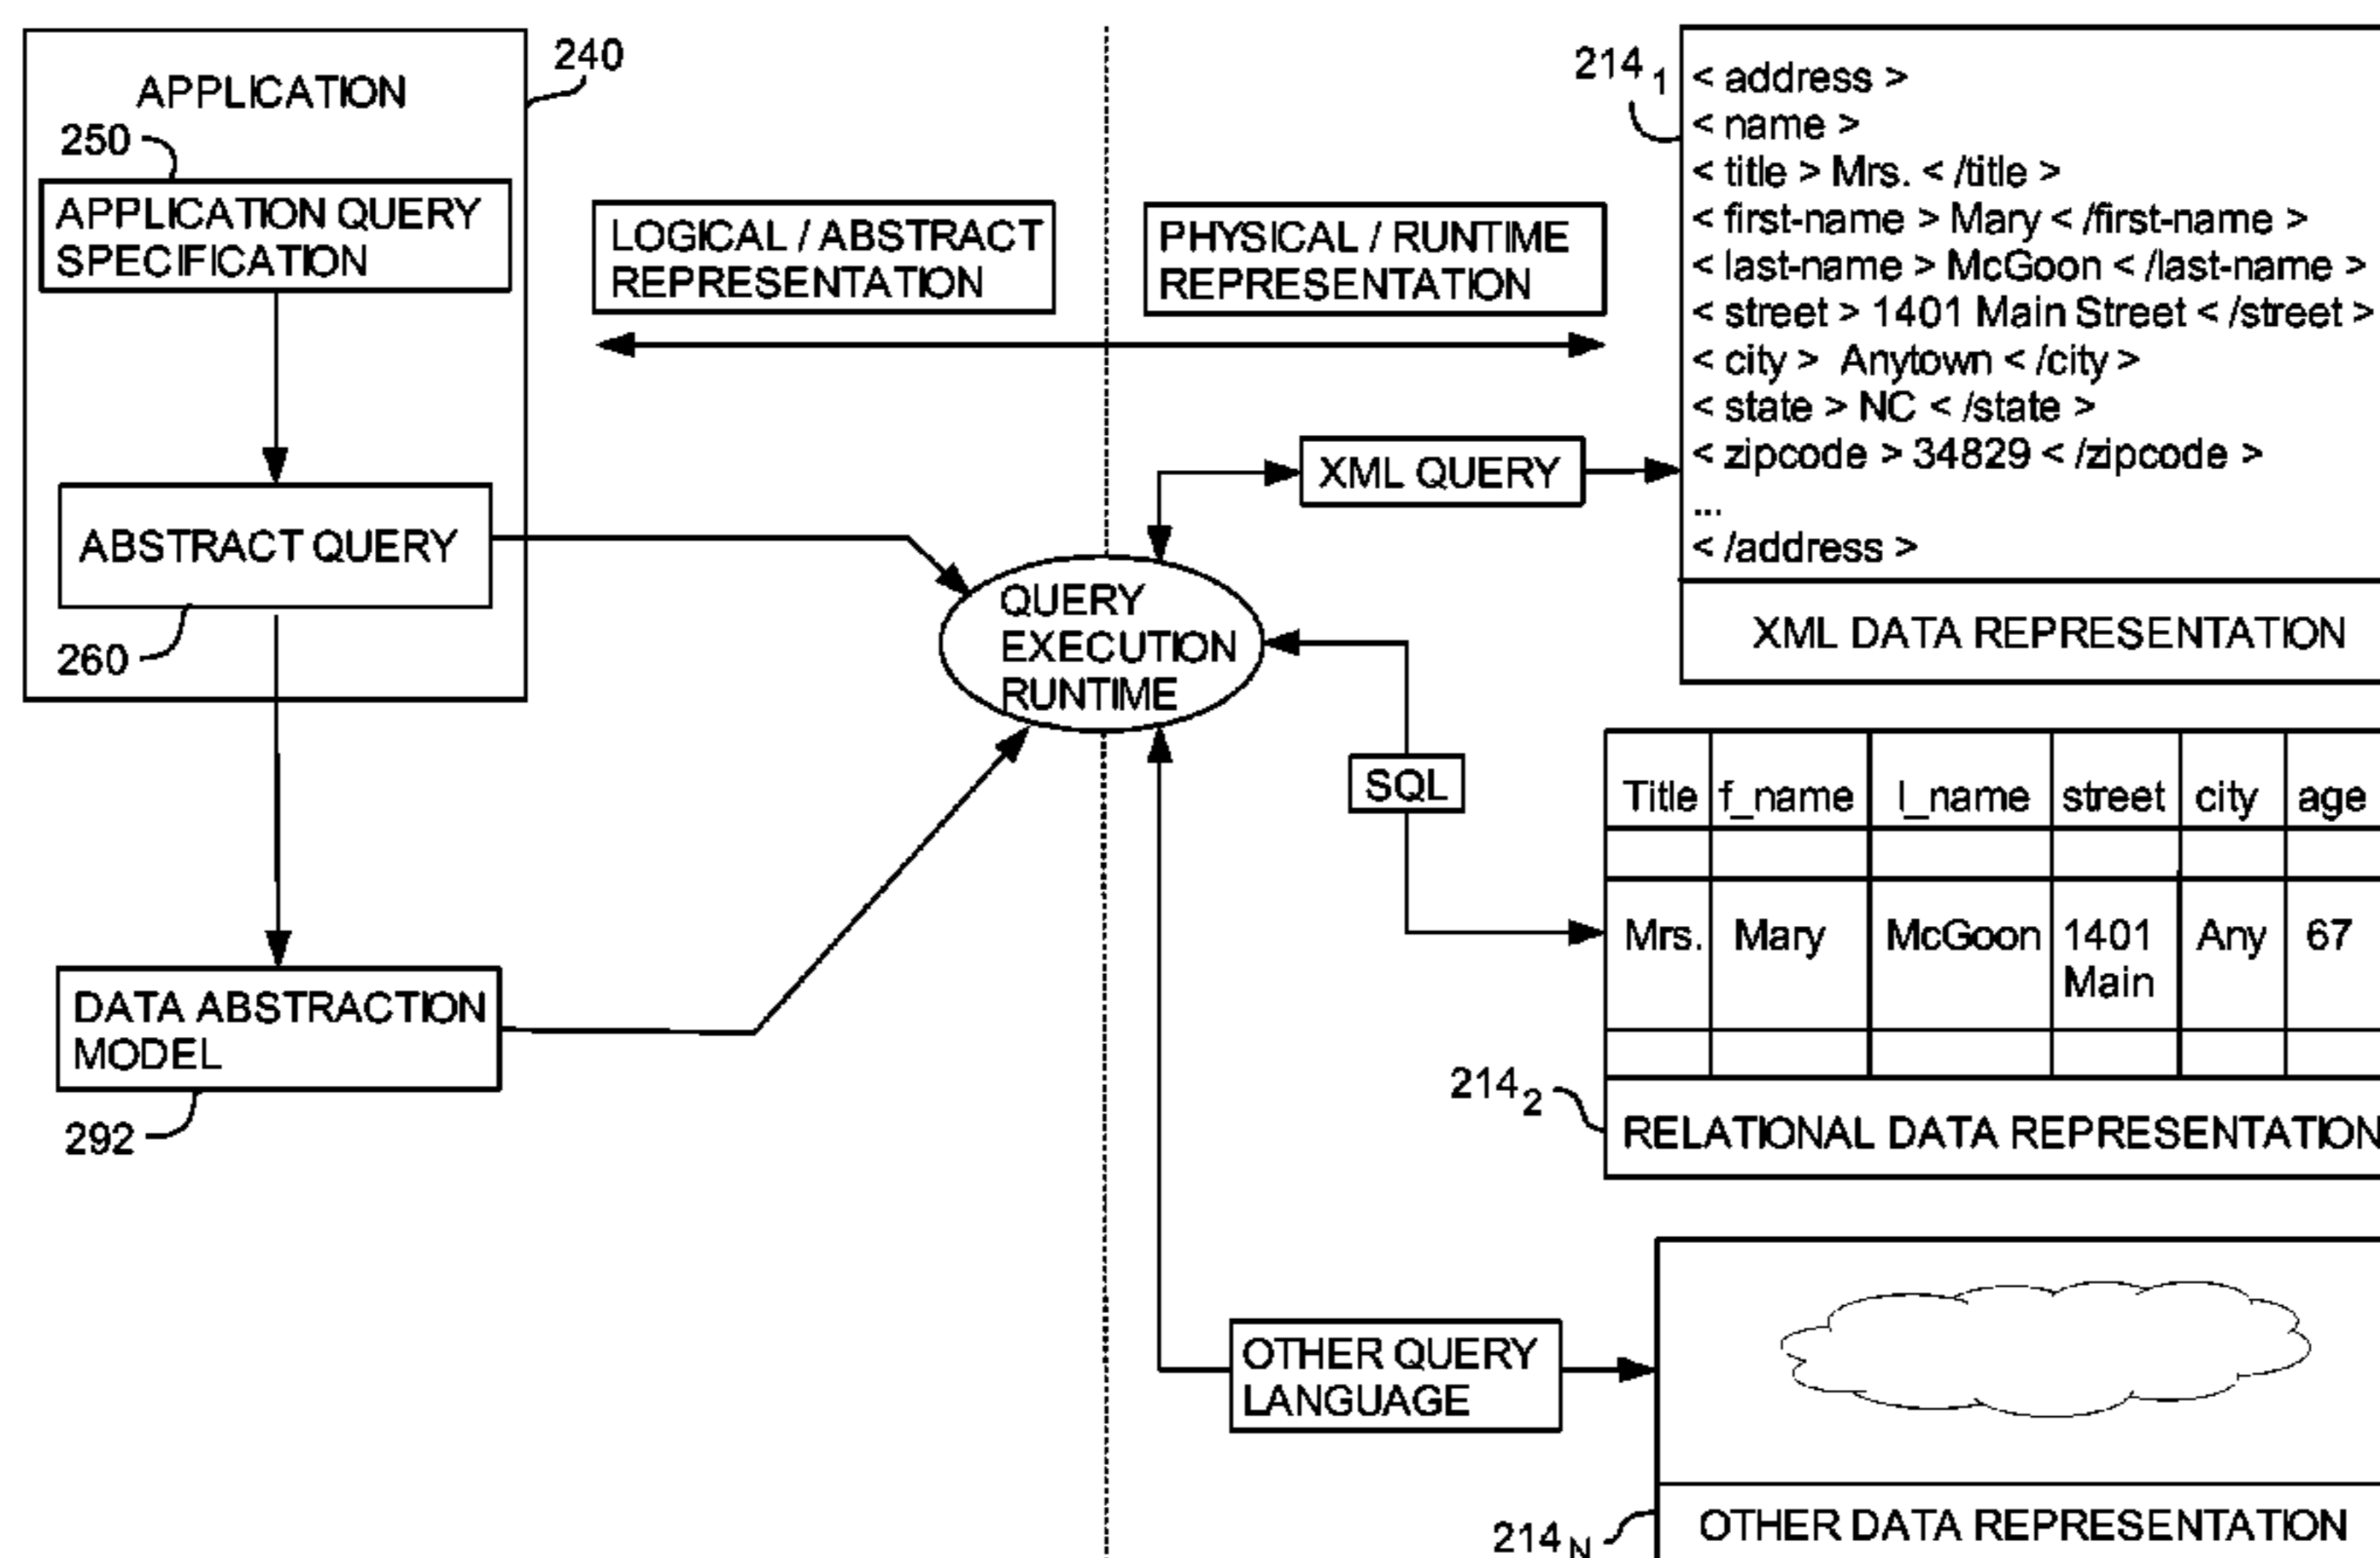 APPLICATION
240
250
APPLICATION QUERY
SPECIFICATION
ABSTRACT QUERY
260
DATA ABSTRACTION
MODEL
292
LOGICAL / ABSTRACT
REPRESENTATION
PHYSICAL / RUNTIME
REPRESENTATION
QUERY
EXECUTION
RUNTIME
XML QUERY
SQL
OTHER QUERY
LANGUAGE
214 1
< address >
< name >
< title > Mrs. < /title >
< first-name > Mary < /first-name >
< last-name > McGoon < /last-name >
< street > 1401 Main Street < /street >
< city > Anytown < /city >
< state > NC < /state >
< zipcode > 34829 < /zipcode >
...
< /address >
XML DATA REPRESENTATION
Title f_name l_name street city age
Mrs. Mary McGoon 1401 Any 67
Main
214 2
RELATIONAL DATA REPRESENTATION
214 N
OTHER DATA REPRESENTATION